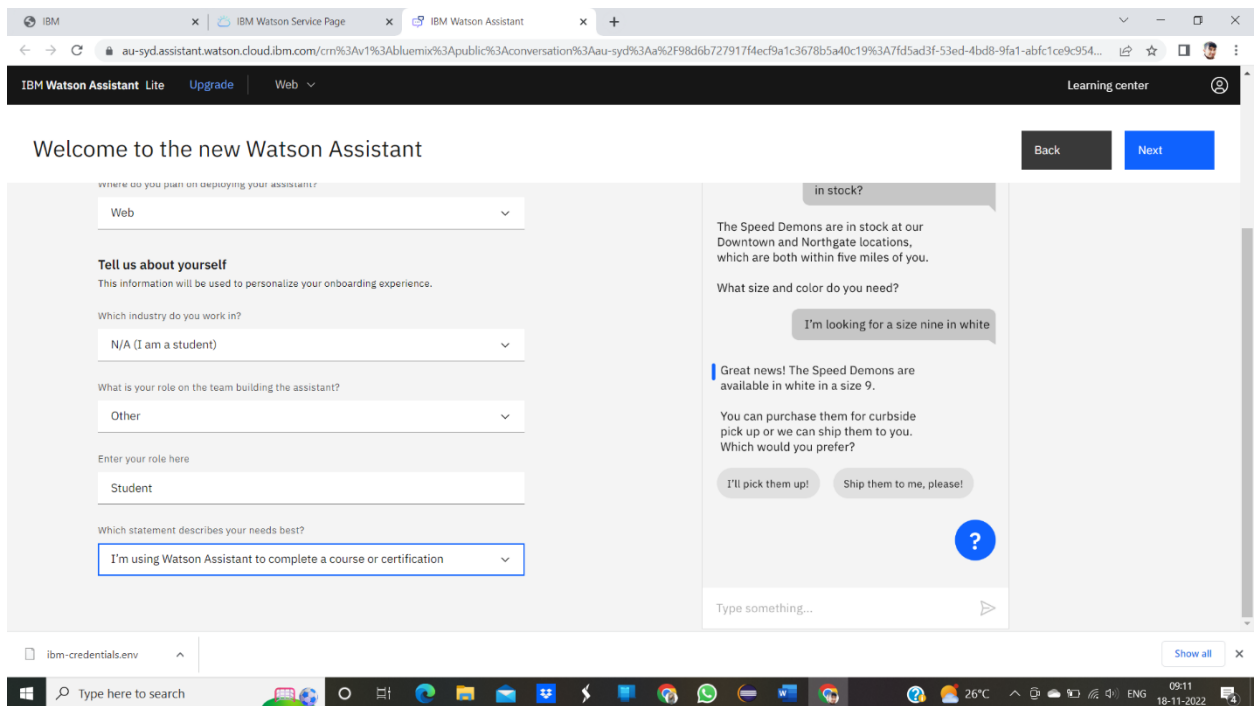 IBM
IBM Watson Service Page
IBM Watson Assistant
au-syd.assistant.watson.cloud.ibm.com/crn%3Av1%3Abluemix%3Apublic%3Aconversation%3Aau-syd%3Aa%2F98d6b727917f4ecf9a1c3678b5a40c19%3A7fd5ad3f-53ed-4bd8-9fa1-abfc1ce9c954...
IBM Watson Assistant Lite Upgrade Web
Learning center
Welcome to the new Watson Assistant
Back
Next
Where do you plan on deploying your assistant?
Web
Tell us about yourself
This information will be used to personalize your onboarding experience.
Which industry do you work in?
N/A (I am a student)
What is your role on the team building the assistant?
Other
Enter your role here
Student
Which statement describes your needs best?
I'm using Watson Assistant to complete a course or certification
in stock?
The Speed Demons are in stock at our
Downtown and Northgate locations,
which are both within five miles of you.
What size and color do you need?
I'm looking for a size nine in white
Great news! The Speed Demons are
available in white in a size 9.
You can purchase them for curbside
pick up or we can ship them to you.
Which would you prefer?
I'll pick them up!
Ship them to me, please!
?
Type something...
ibm-credentials.env
Show all
Type here to search
26°C
ENG
09:11
18-11-2022
4